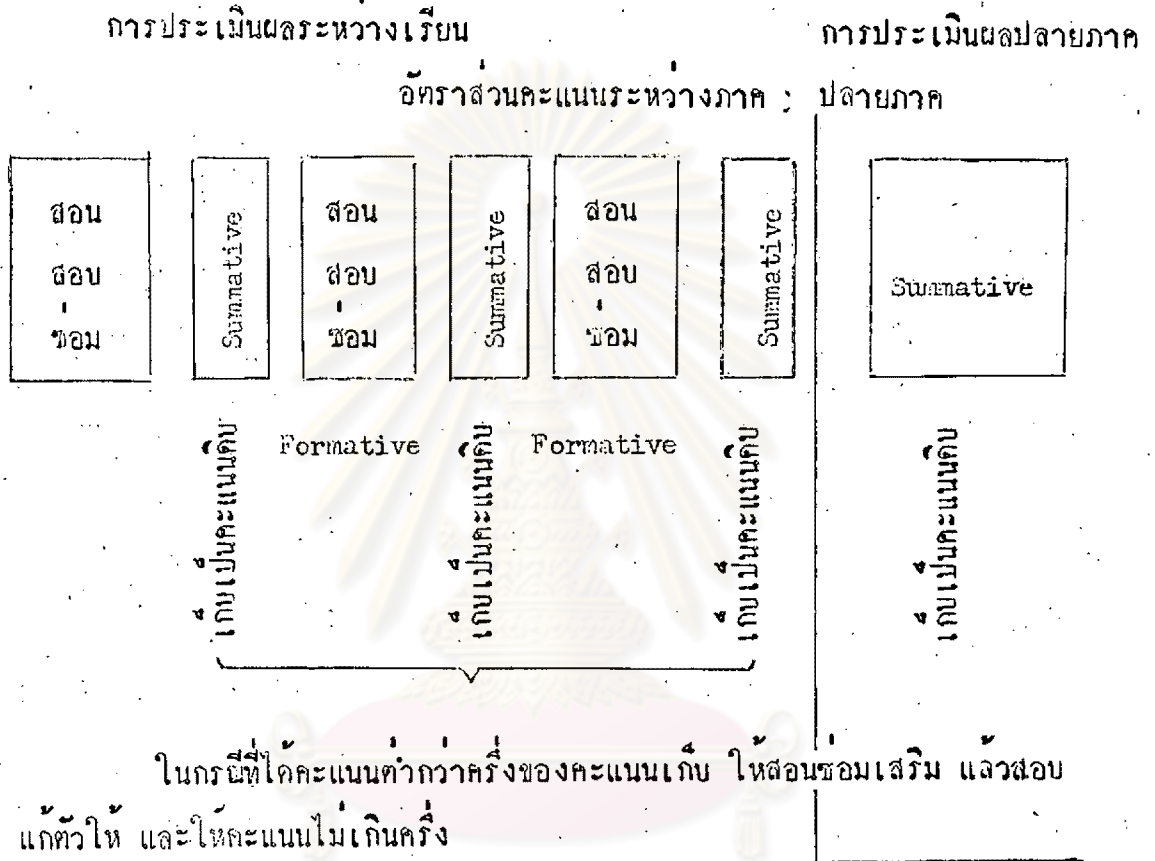 การประเมินผลระหว่างเรียน การประเมินผลปลายภาค
อัตราส่วนคะแนนระหว่างภาค : ปลายภาค
สอน
สอบ
ซ่อม
Summative
สอน
สอบ
ซ่อม
Summative
สอน
สอบ
ซ่อม
Summative
Summative
Formative
Formative
เก็บเป็นคะแนนดิบ
เก็บเป็นคะแนนดิบ
เก็บเป็นคะแนนดิบ
เก็บเป็นคะแนนดิบ
ในกรณีที่ได้คะแนนต่ำกว่าครึ่งของคะแนนเก็บ ให้สอนซ่อมเสริม แล้วสอบ
แก้ตัวให้ และให้คะแนนไม่เกินครึ่ง